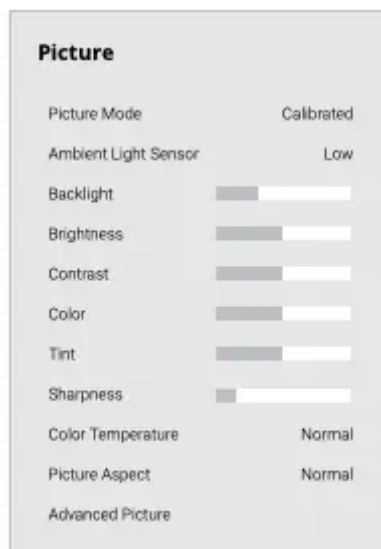 Picture
Picture Mode Calibrated
Ambient Light Sensor Low
Backlight
Brightness
Contrast
Color
Tint
Sharpness
Color Temperature Normal
Picture Aspect Normal
Advanced Picture